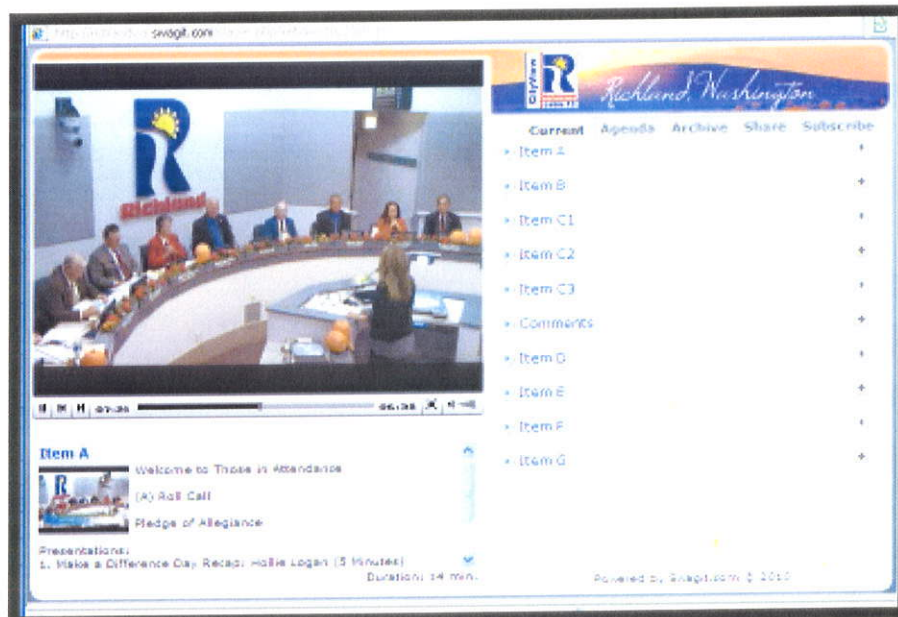 swagit.com
CityView
R
Richland, Washington
Richland
Current Agenda Archive Share Subscribe
Item A
Item B
Item C1
Item C2
Item C3
Comments
Item D
Item E
Item F
Item G
Item A
Welcome to Those in Attendance
(A) Roll Call
Pledge of Allegiance
Presentations:
1. Make a Difference Day Recap: Hollie Logan (5 Minutes)
Duration: 14 min.
Powered by Swagit.com © 2010